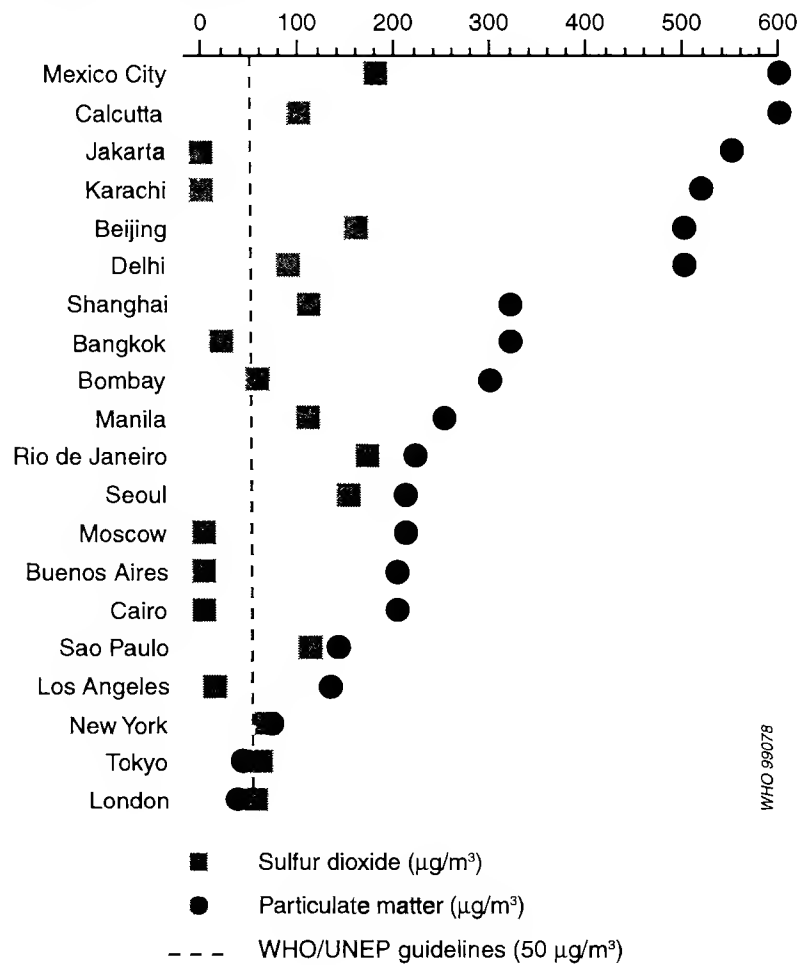 0 100 200 300 400 500 600
Mexico City
Calcutta
Jakarta
Karachi
Beijing
Delhi
Shanghai
Bangkok
Bombay
Manila
Rio de Janeiro
Seoul
Moscow
Buenos Aires
Cairo
Sao Paulo
Los Angeles
New York
Tokyo
London
WHO 99078
Sulfur dioxide (µg/m³)
Particulate matter (µg/m³)
WHO/UNEP guidelines (50 µg/m³)